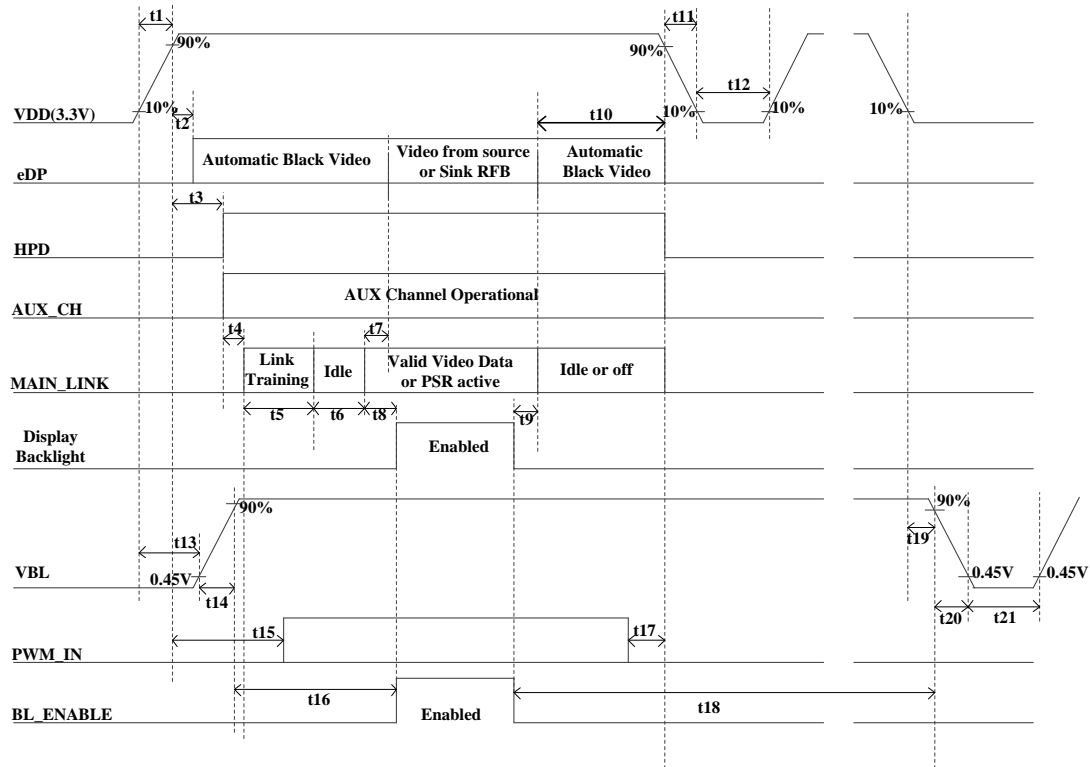 t1
t11
90%
90%
t12
VDD(3.3V)
10%
t2
t10
10%
10%
10%
eDP
Automatic Black Video
Video from source
or Sink RFB
Automatic
Black Video
t3
HPD
AUX_CH
AUX Channel Operational
t4
t7
MAIN_LINK
Link
Training
Idle
Valid Video Data
or PSR active
Idle or off
t5
t6
t8
t9
Display
Backlight
Enabled
90%
90%
t13
t19
VBL
0.45V
t14
0.45V
0.45V
t20
t21
t15
t17
PWM_IN
t16
t18
BL_ENABLE
Enabled